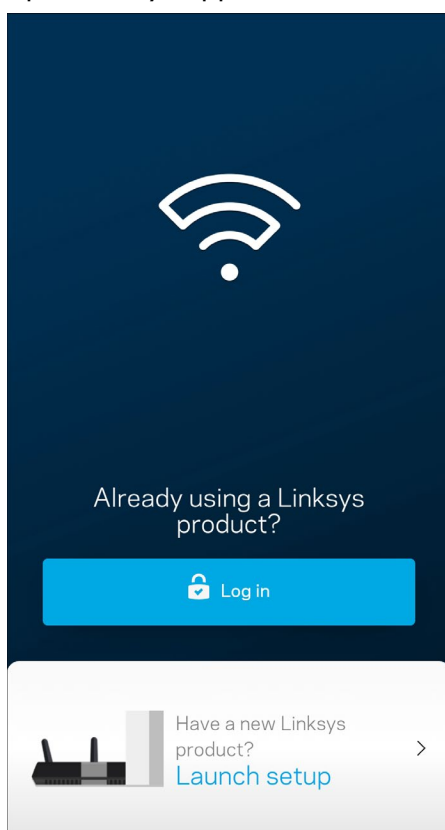 Already using a Linksys
product?
Log in
Have a new Linksys
product?
Launch setup